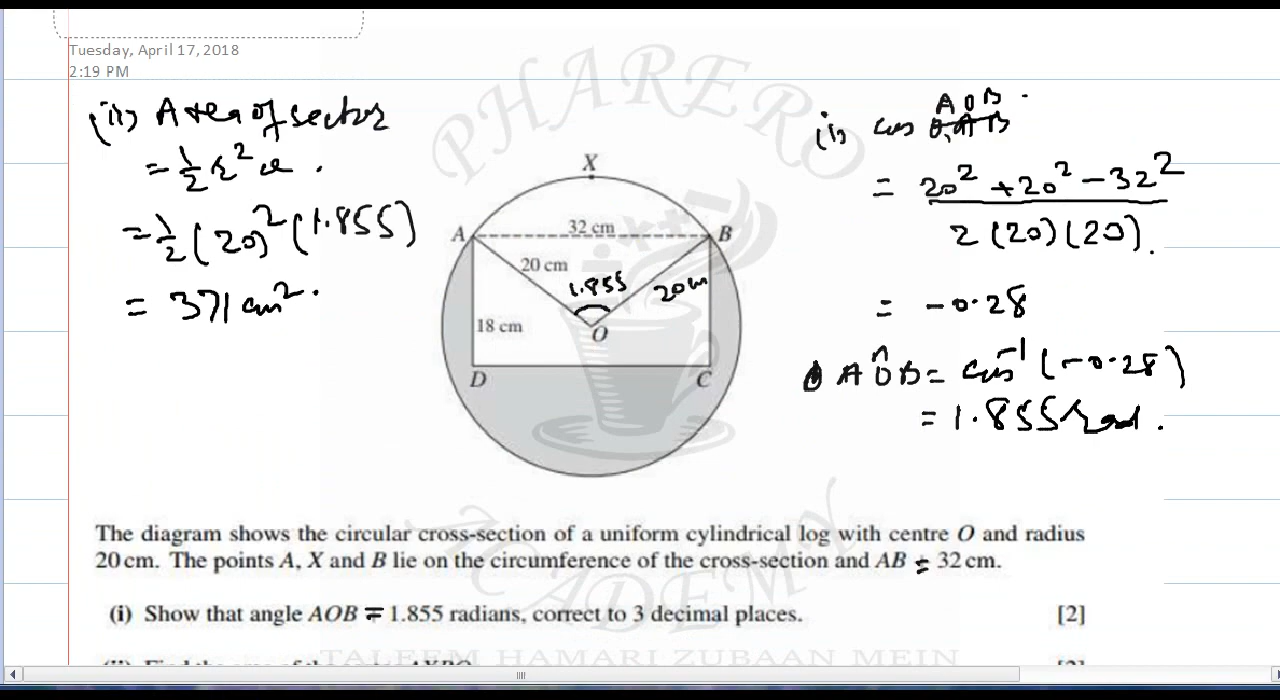 Tuesday, April 17, 2018
2:19 PM
(ii) Area of sector
= 1/2 r² α .
= 1/2 (20)² (1.855)
= 371 cm² .
(i) cos AOB
= 20² + 20² - 32² / 2(20)(20) .
= -0.28
AÔB = cos⁻¹ (-0.28)
= 1.855 rad .
PHARERO
X
A
32 cm
B
20 cm
1.855
20 cm
18 cm
O
D
C
ACADEMY
The diagram shows the circular cross-section of a uniform cylindrical log with centre O and radius
20 cm. The points A, X and B lie on the circumference of the cross-section and AB = 32 cm.
(i) Show that angle AOB = 1.855 radians, correct to 3 decimal places. [2]
TALEEM HAMARI ZUBAAN MEIN